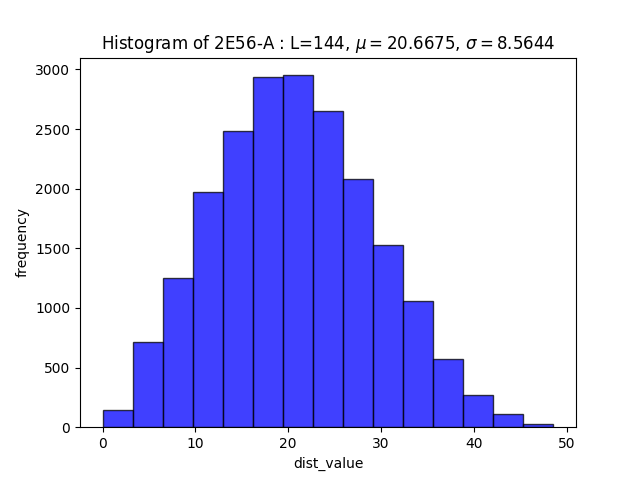 Histogram of 2E56-A : L=144, μ = 20.6675, σ = 8.5644
3000
2500
2000
1500
1000
500
0
frequency
0 10 20 30 40 50
dist_value